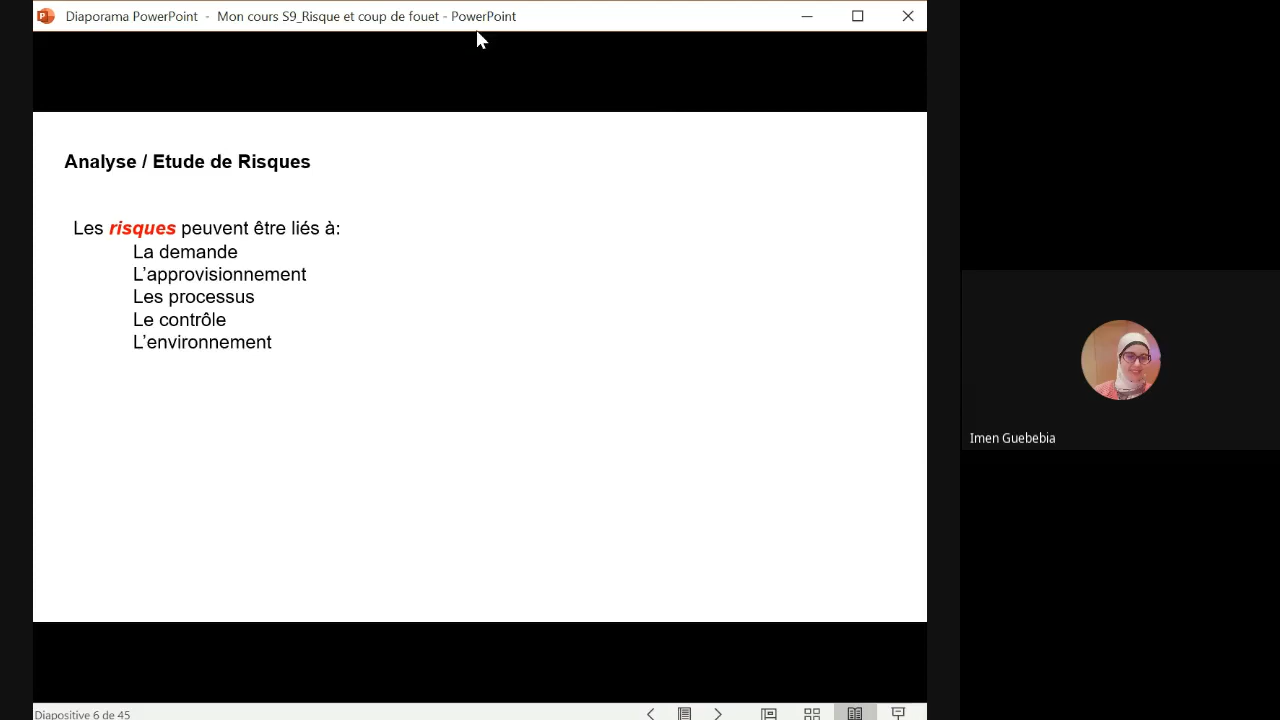 Diaporama PowerPoint - Mon cours S9_Risque et coup de fouet - PowerPoint
Analyse / Etude de Risques
Les risques peuvent être liés à:
La demande
L’approvisionnement
Les processus
Le contrôle
L’environnement
Imen Guebebia
Diapositive 6 de 45